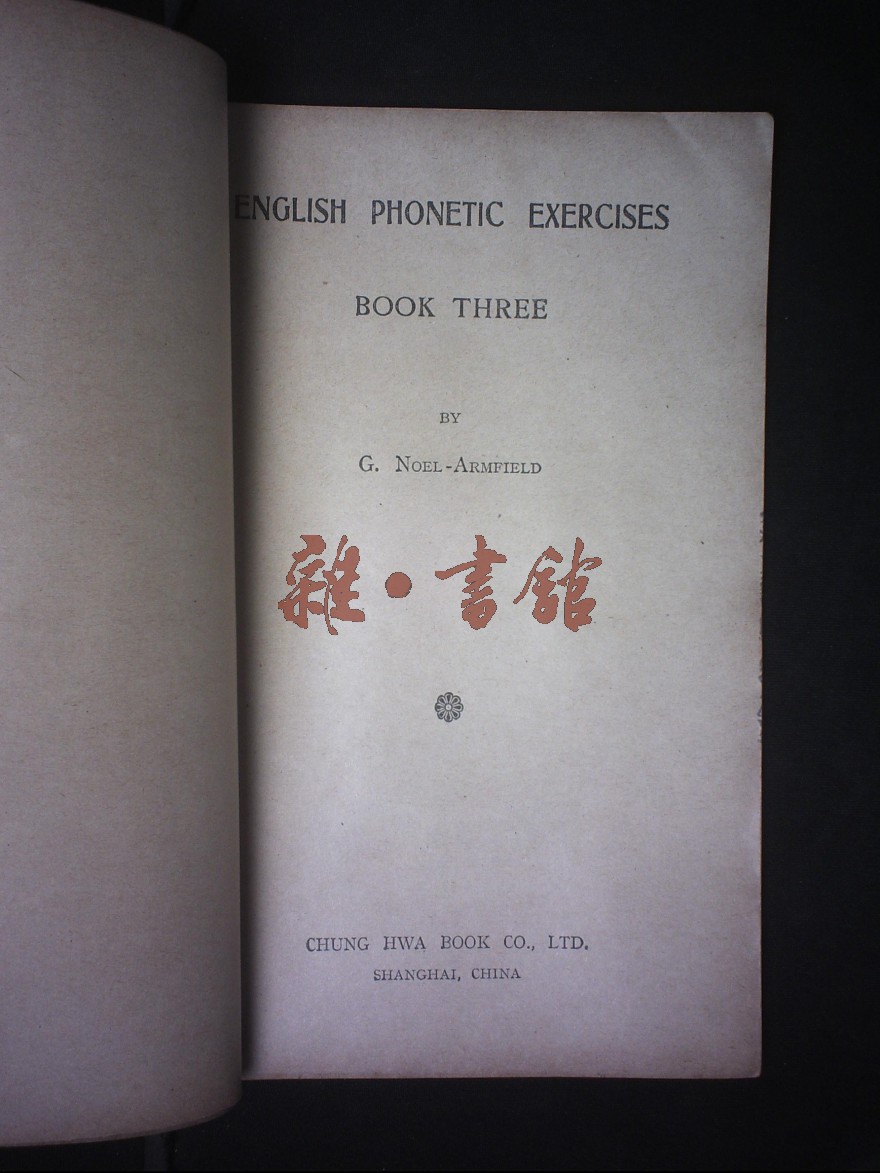 ENGLISH PHONETIC EXERCISES
BOOK THREE
BY
G. NOEL-ARMFIELD
雜·書館
CHUNG HWA BOOK CO., LTD.
SHANGHAI, CHINA